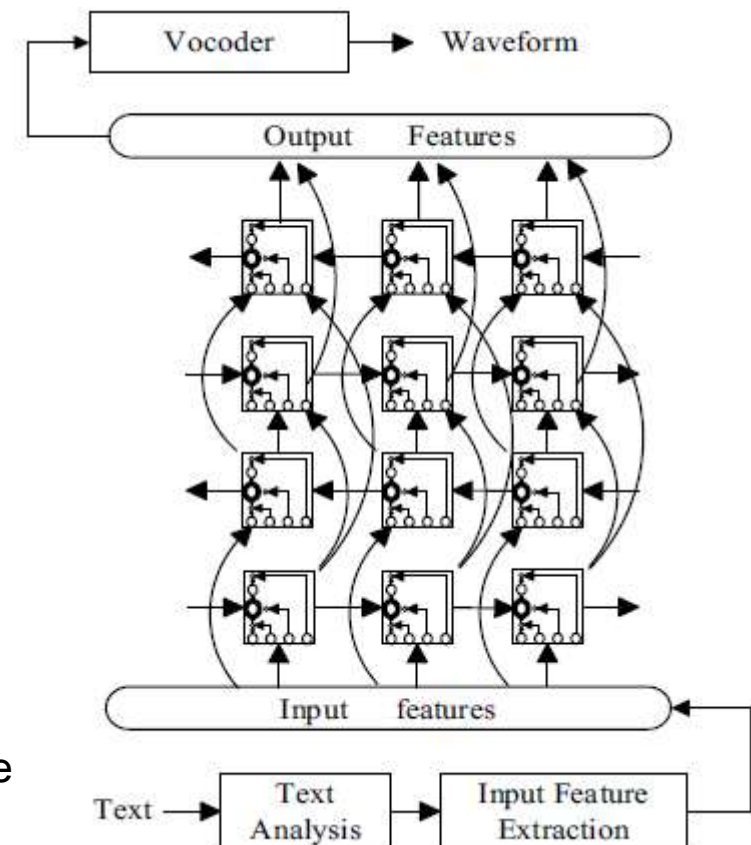 Vocoder
Waveform
Output Features
Input features
e
Text
Text
Analysis
Input Feature
Extraction